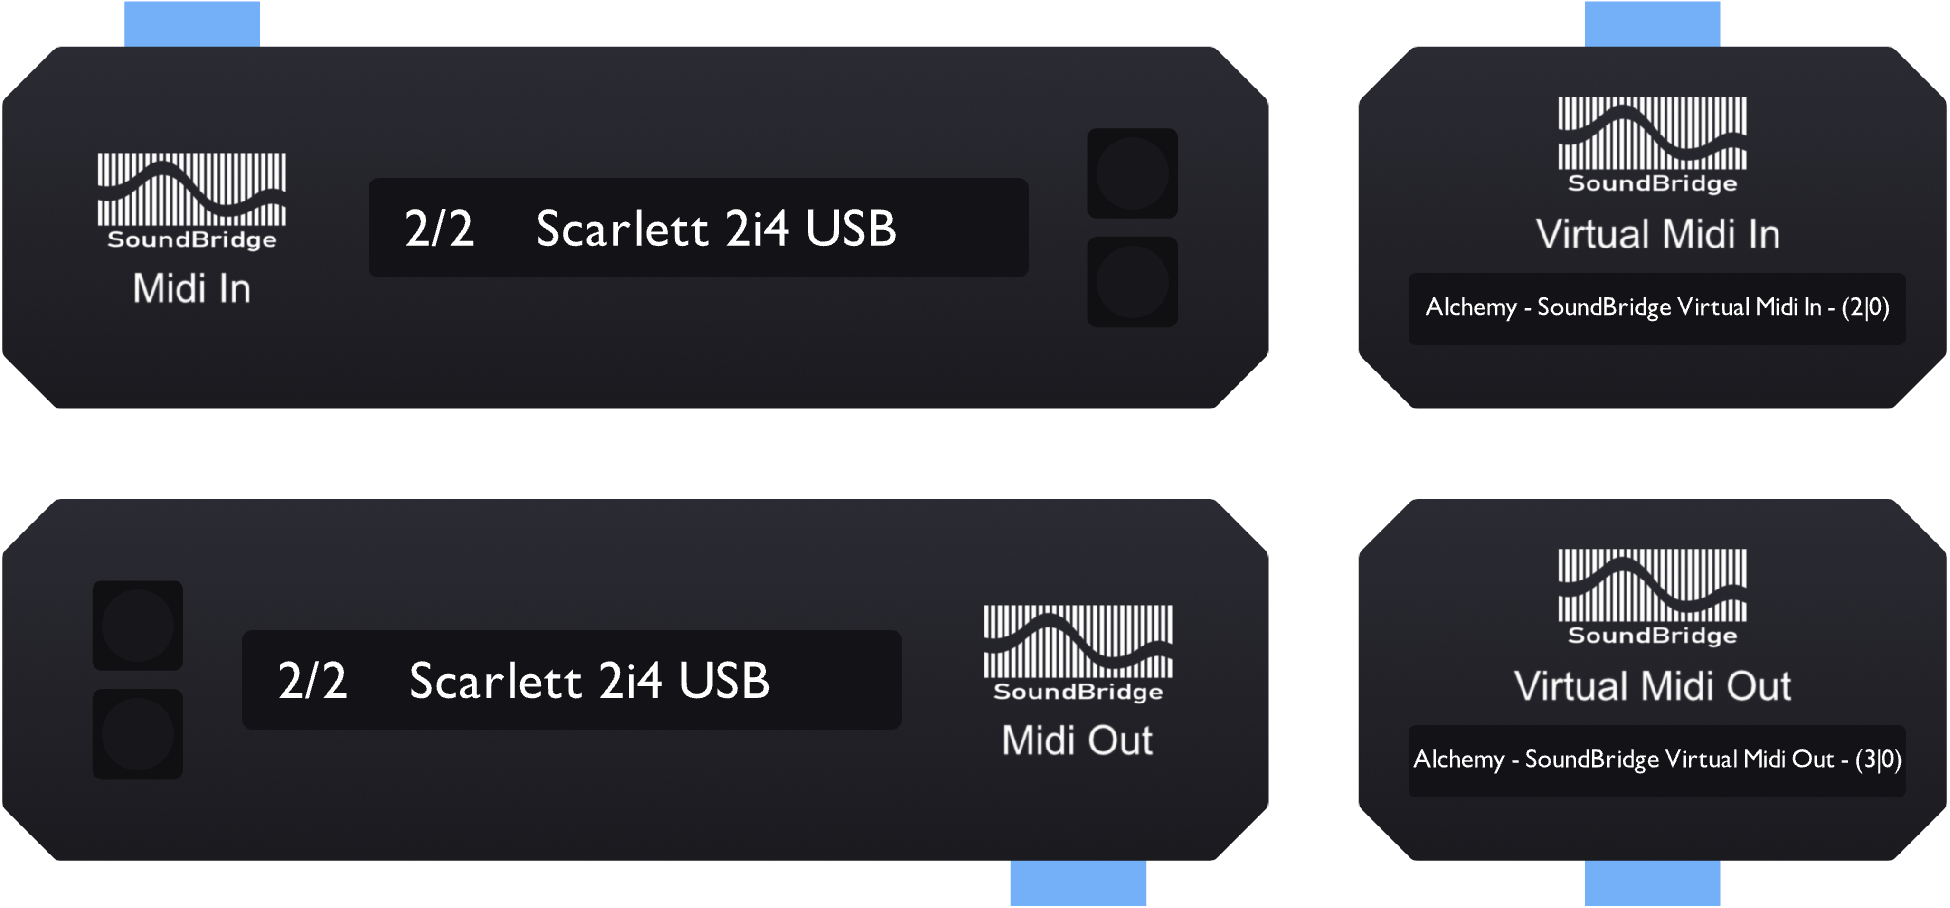 SoundBridge
Midi In
2/2 Scarlett 2i4 USB
SoundBridge
Virtual Midi In
Alchemy - SoundBridge Virtual Midi In - (2|0)
2/2 Scarlett 2i4 USB
SoundBridge
Midi Out
SoundBridge
Virtual Midi Out
Alchemy - SoundBridge Virtual Midi Out - (3|0)